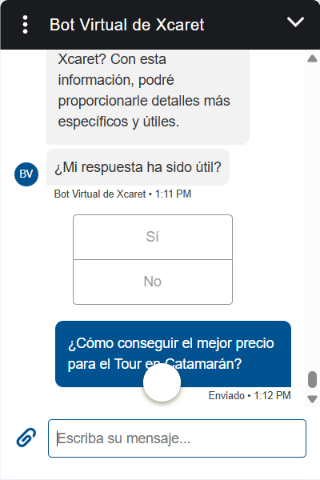 Bot Virtual de Xcaret
Xcaret? Con esta
información, podré
proporcionarle detalles más
específicos y útiles.
¿Mi respuesta ha sido útil?
BV
Bot Virtual de Xcaret • 1:11 PM
Sí
No
¿Cómo conseguir el mejor precio
para el Tour en Catamarán?
Enviado • 1:12 PM
Escriba su mensaje...